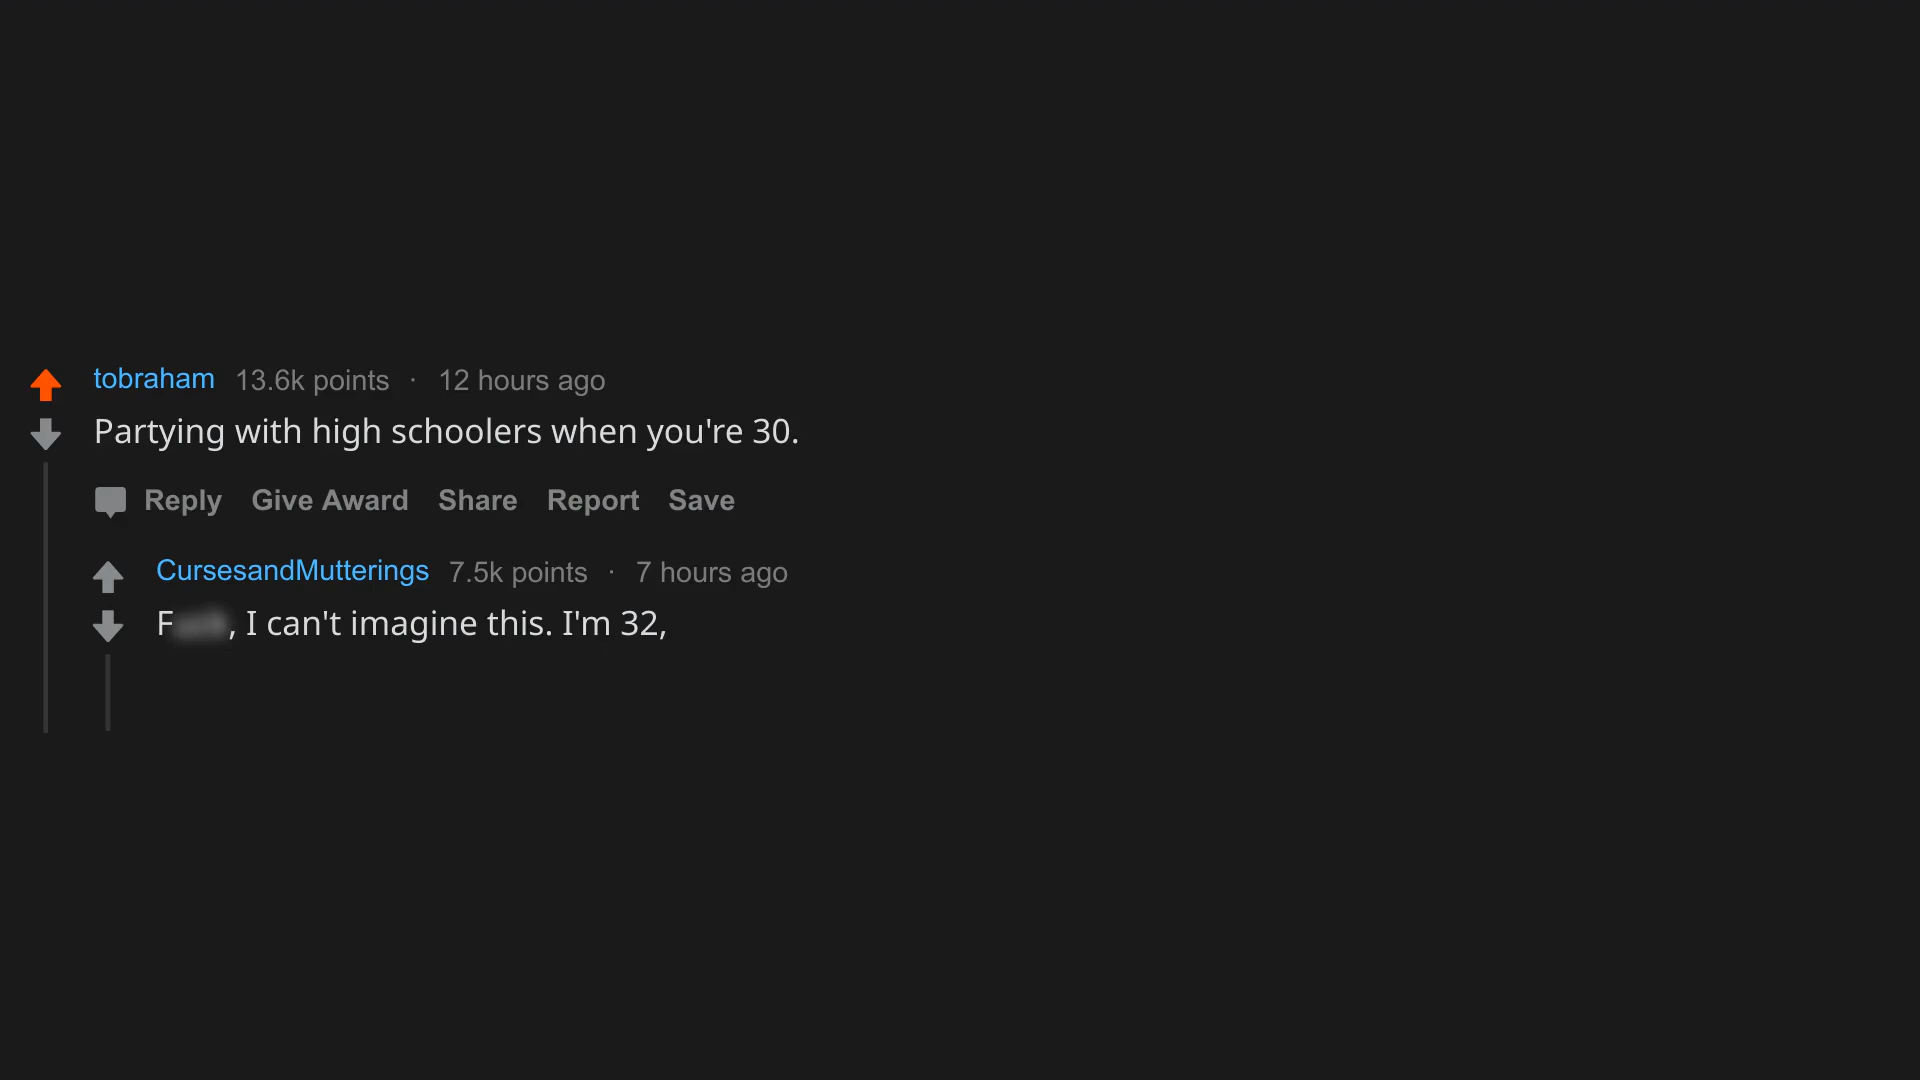 tobraham 13.6k points · 12 hours ago
Partying with high schoolers when you're 30.
Reply Give Award Share Report Save
CursesandMutterings 7.5k points · 7 hours ago
F, I can't imagine this. I'm 32,